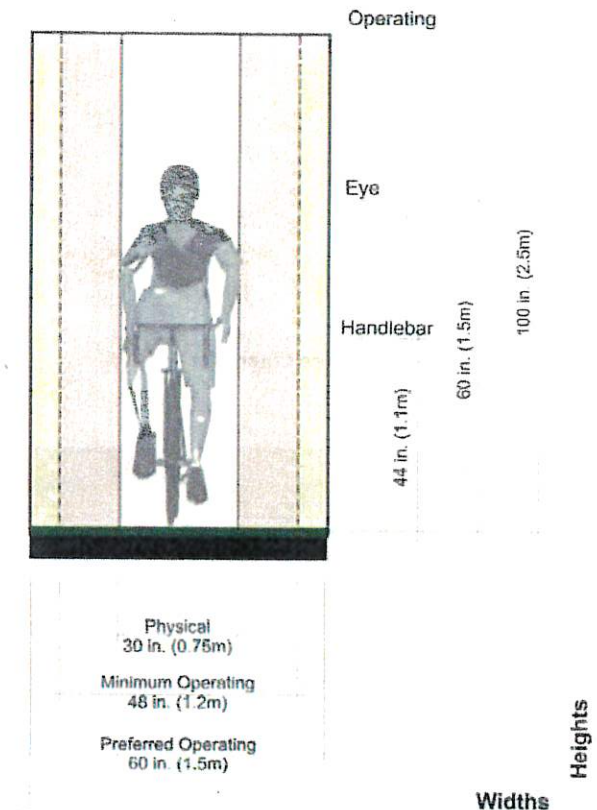 Operating
Eye
Handlebar
44 in. (1.1m)
60 in. (1.5m)
100 in (2.5m)
Physical
30 in. (0.75m)
Minimum Operating
48 in. (1.2m)
Preferred Operating
60 in. (1.5m)
Heights
Widths